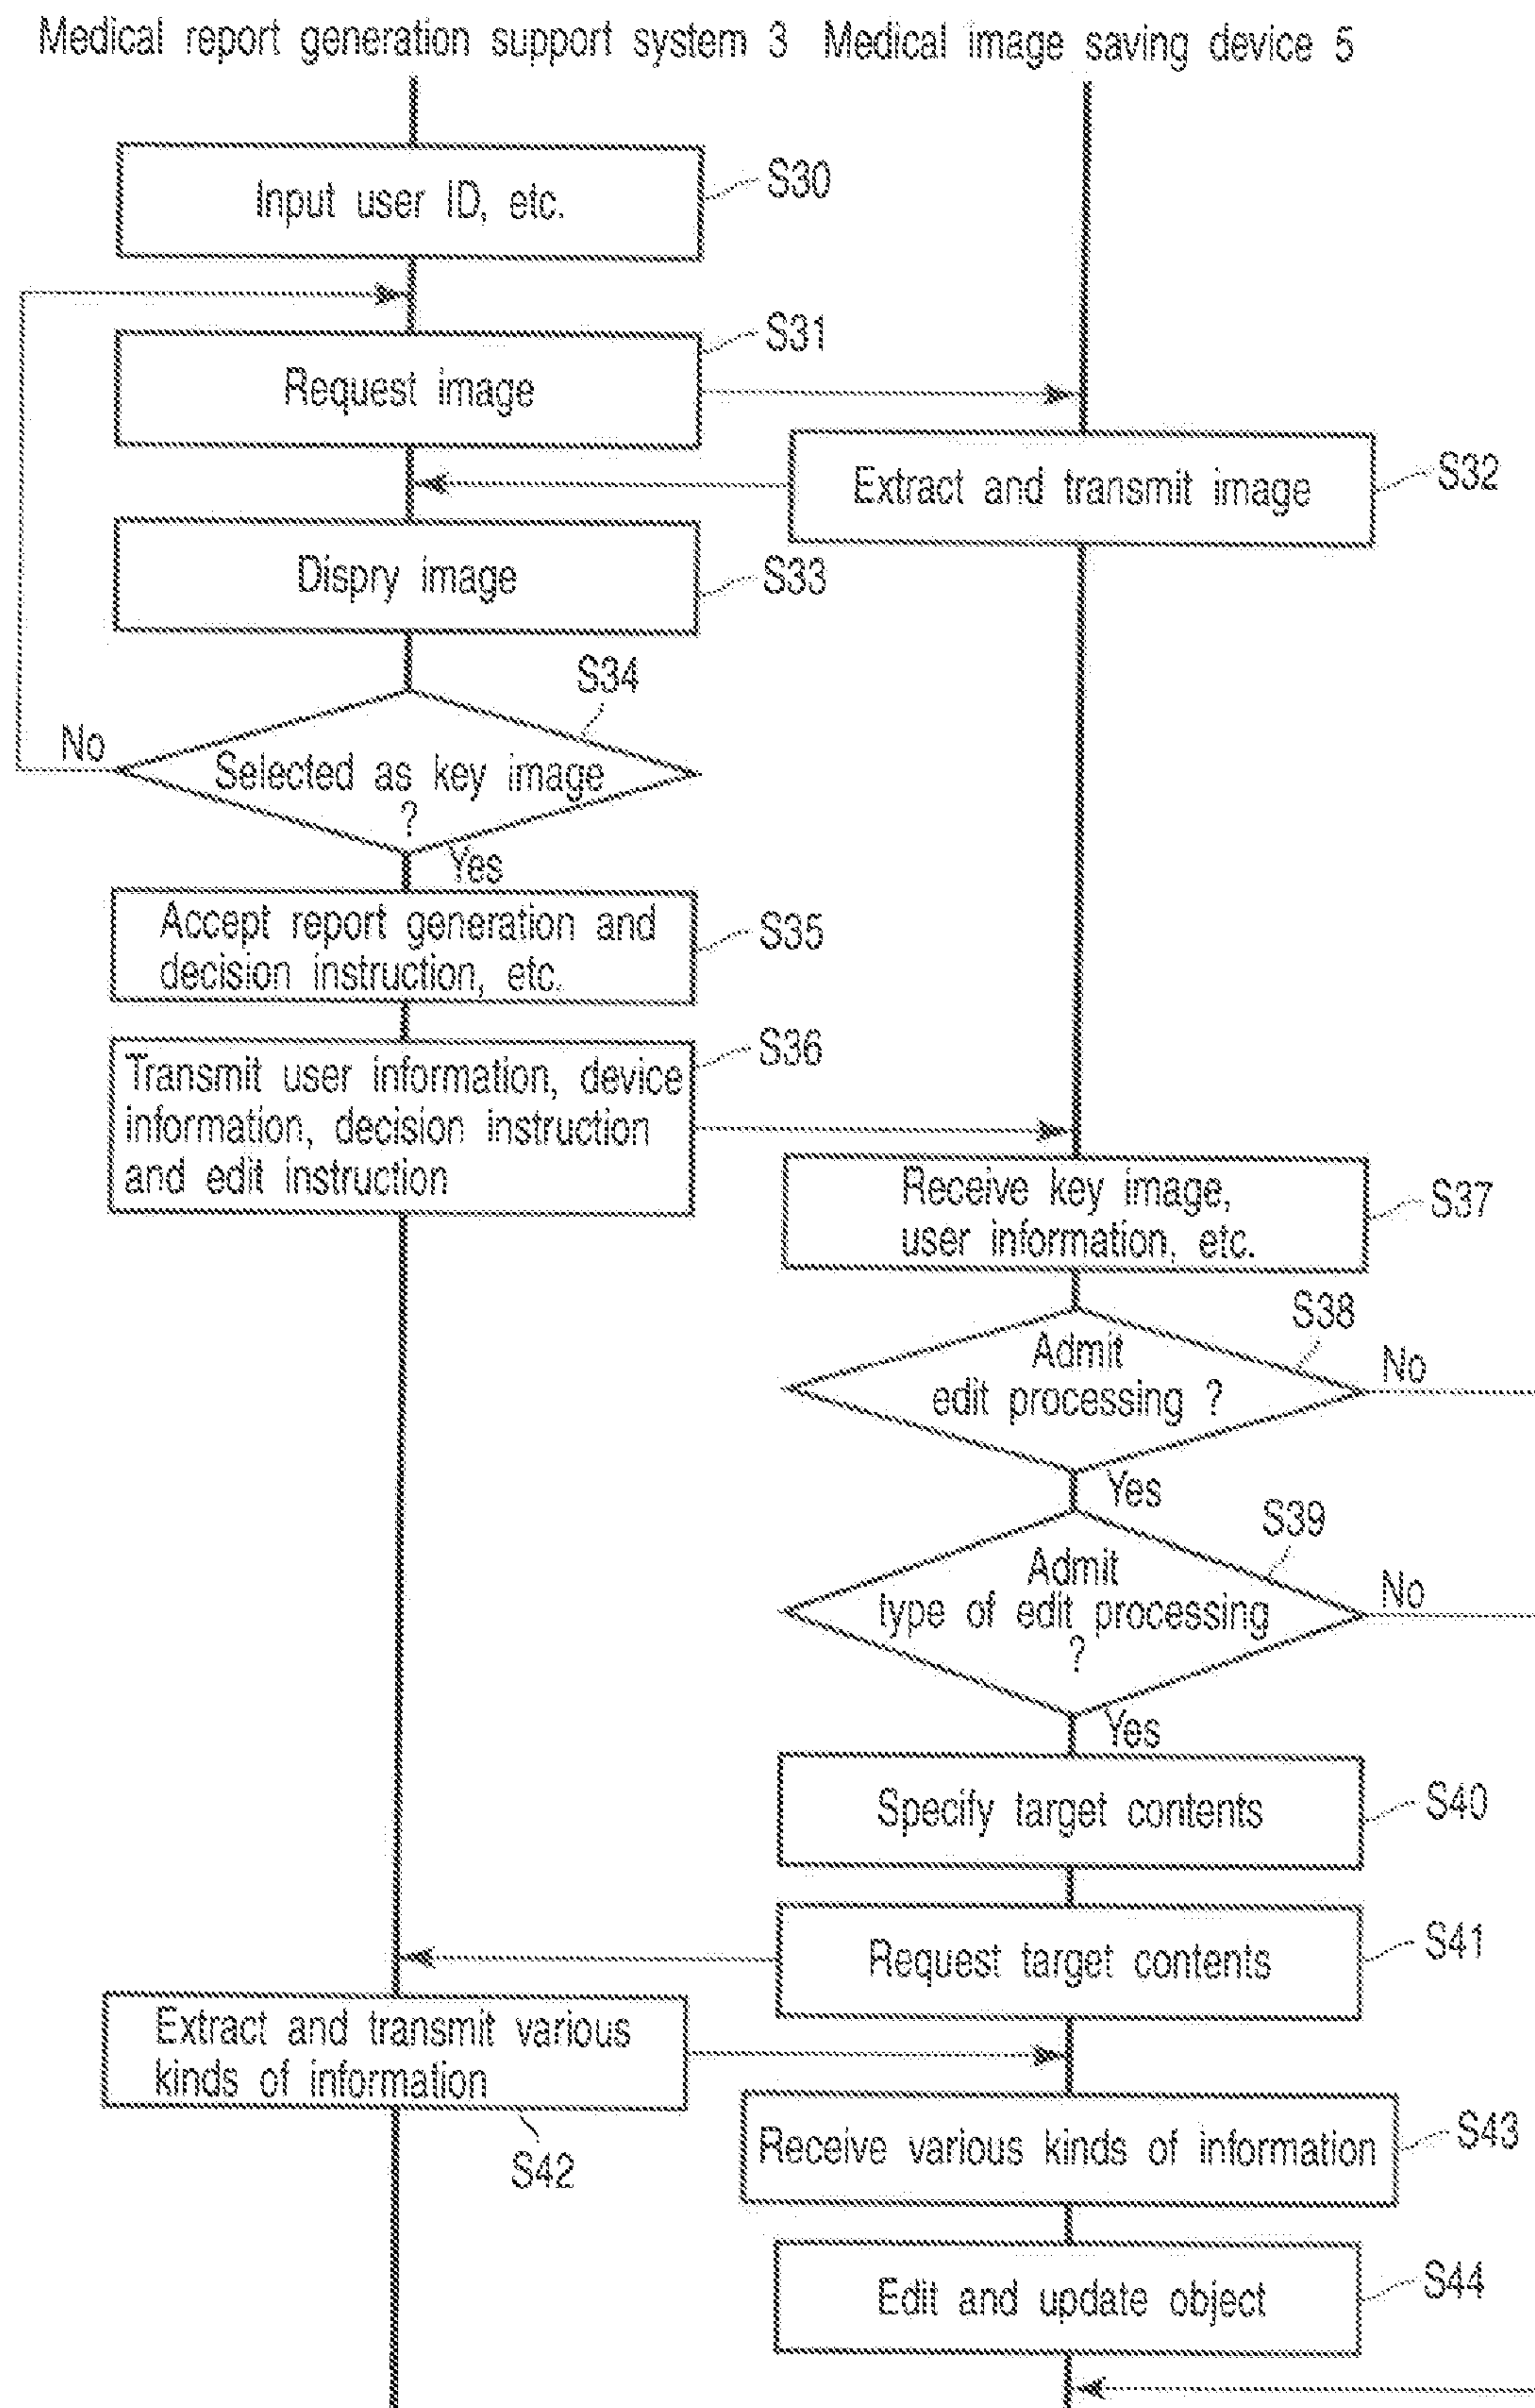 Medical report generation support system 3 Medical image saving device 5
Input user ID, etc.
S30
S31
Request image
Extract and transmit image
S32
Dispry image
S33
S34
No
Selected as key image
?
Yes
Accept report generation and
decision instruction, etc.
S35
S36
Transmit user information, device
information, decision instruction
and edit instruction
Receive key image,
user information, etc.
S37
S38
Admit
edit processing ?
No
Yes
S39
Admit
type of edit processing
?
No
Yes
Specify target contents
S40
Request target contents
S41
Extract and transmit various
kinds of information
S42
Receive various kinds of information
S43
Edit and update object
S44